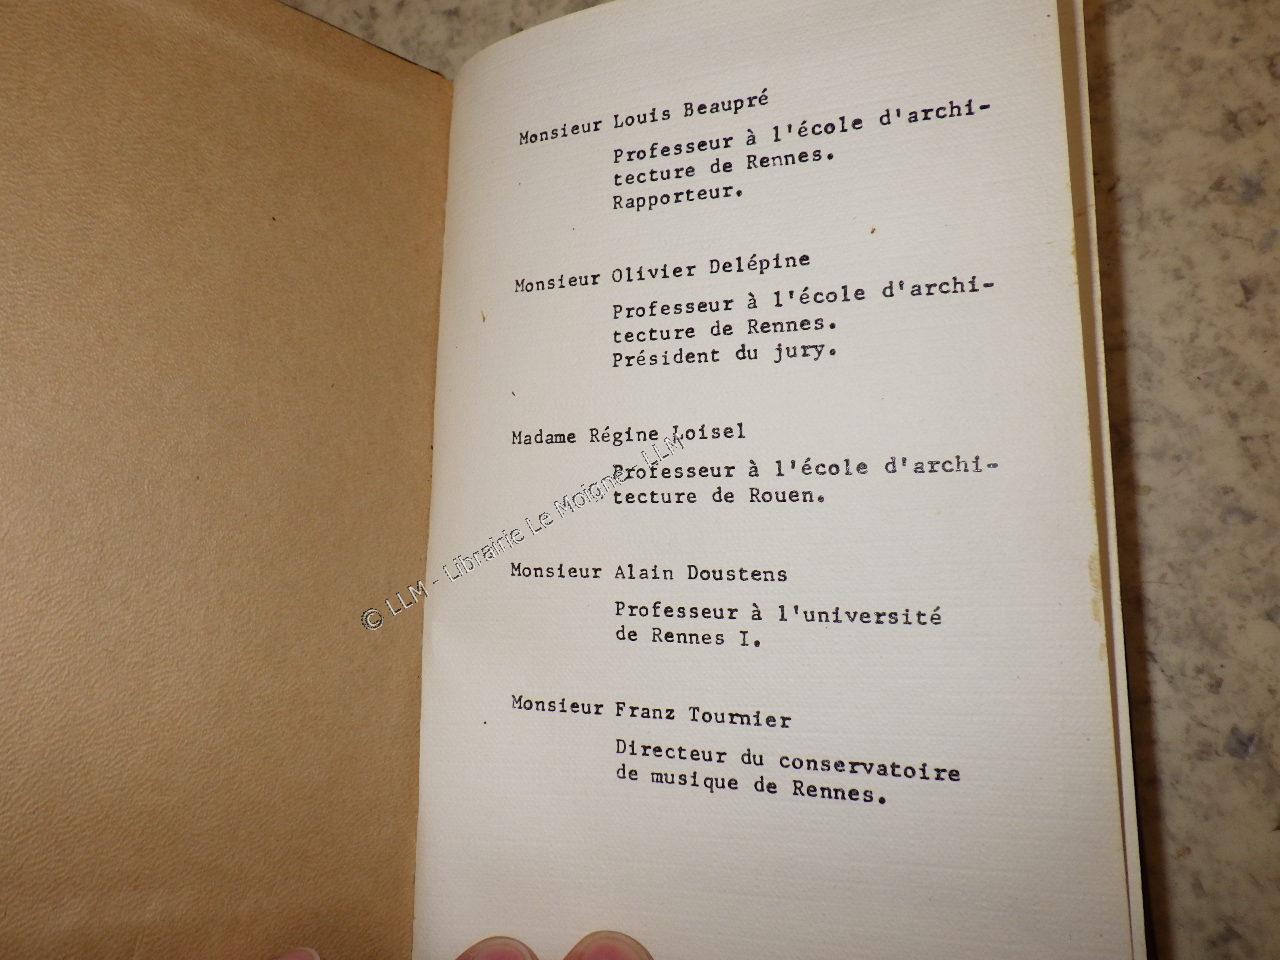 Monsieur Louis Beaupré
Professeur à l'école d'archi-
tecture de Rennes.
Rapporteur.
Monsieur Olivier Delépine
Professeur à l'école d'archi-
tecture de Rennes.
Président du jury.
Madame Régine Loisel
Professeur à l'école d'archi-
tecture de Rouen.
© LLM - Librairie Le Moigne - LLM
Monsieur Alain Doustens
Professeur à l'université
de Rennes I.
Monsieur Franz Tournier
Directeur du conservatoire
de musique de Rennes.